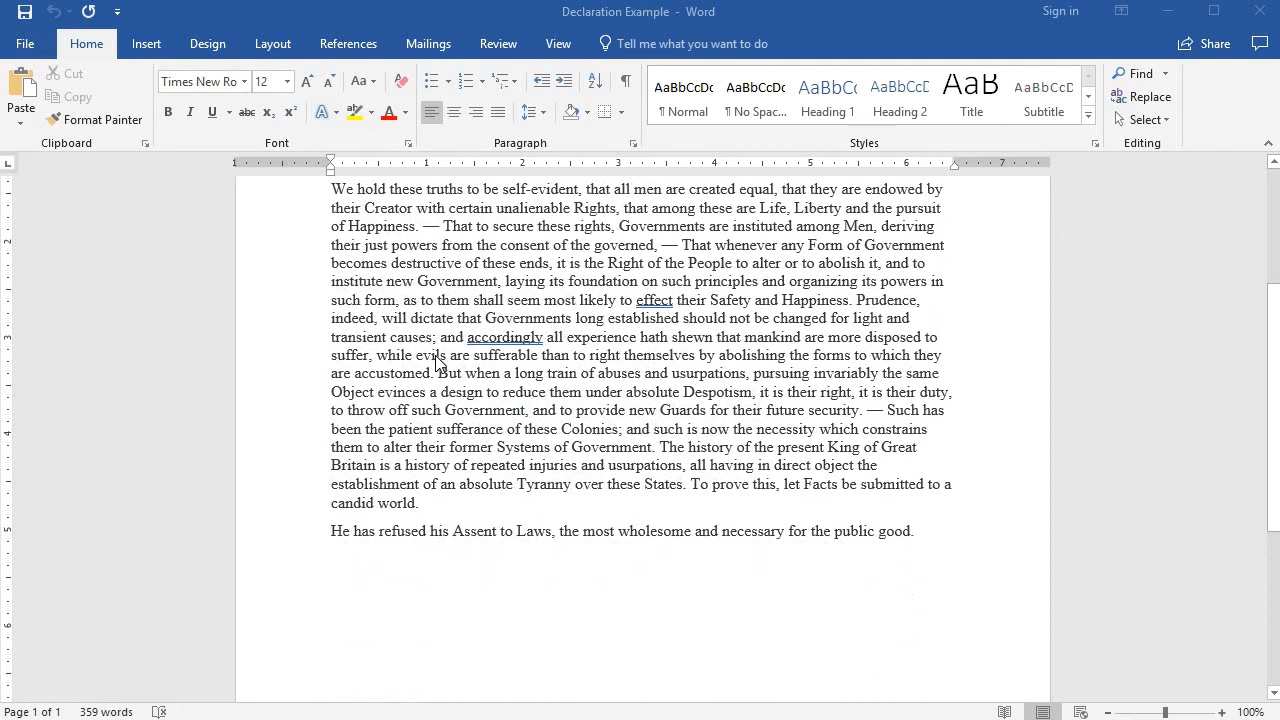 Declaration Example - Word
Sign in
File Home Insert Design Layout References Mailings Review View Tell me what you want to do Share
Paste
Cut
Copy
Format Painter
Clipboard
Times New Ro 12 Aa
B I U abc x₂ x² A A
Font
Paragraph
AaBbCcDc AaBbCcDc AaBbCc AaBbCcD AaB AaBbCcD
¶ Normal ¶ No Spac... Heading 1 Heading 2 Title Subtitle
Styles
Find
Replace
Select
Editing
1 1 2 3 4 5 6 7
We hold these truths to be self-evident, that all men are created equal, that they are endowed by
their Creator with certain unalienable Rights, that among these are Life, Liberty and the pursuit
of Happiness. — That to secure these rights, Governments are instituted among Men, deriving
their just powers from the consent of the governed, — That whenever any Form of Government
becomes destructive of these ends, it is the Right of the People to alter or to abolish it, and to
institute new Government, laying its foundation on such principles and organizing its powers in
such form, as to them shall seem most likely to effect their Safety and Happiness. Prudence,
indeed, will dictate that Governments long established should not be changed for light and
transient causes; and accordingly all experience hath shewn that mankind are more disposed to
suffer, while evils are sufferable than to right themselves by abolishing the forms to which they
are accustomed. But when a long train of abuses and usurpations, pursuing invariably the same
Object evinces a design to reduce them under absolute Despotism, it is their right, it is their duty,
to throw off such Government, and to provide new Guards for their future security. — Such has
been the patient sufferance of these Colonies; and such is now the necessity which constrains
them to alter their former Systems of Government. The history of the present King of Great
Britain is a history of repeated injuries and usurpations, all having in direct object the
establishment of an absolute Tyranny over these States. To prove this, let Facts be submitted to a
candid world.
He has refused his Assent to Laws, the most wholesome and necessary for the public good.
2
3
4
5
6
Page 1 of 1 359 words 100%